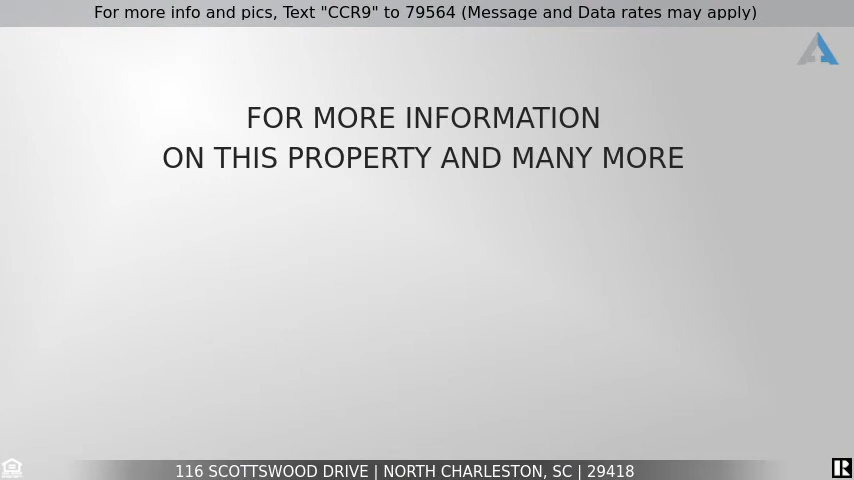 For more info and pics, Text "CCR9" to 79564 (Message and Data rates may apply)
FOR MORE INFORMATION
ON THIS PROPERTY AND MANY MORE
116 SCOTTSWOOD DRIVE | NORTH CHARLESTON, SC | 29418